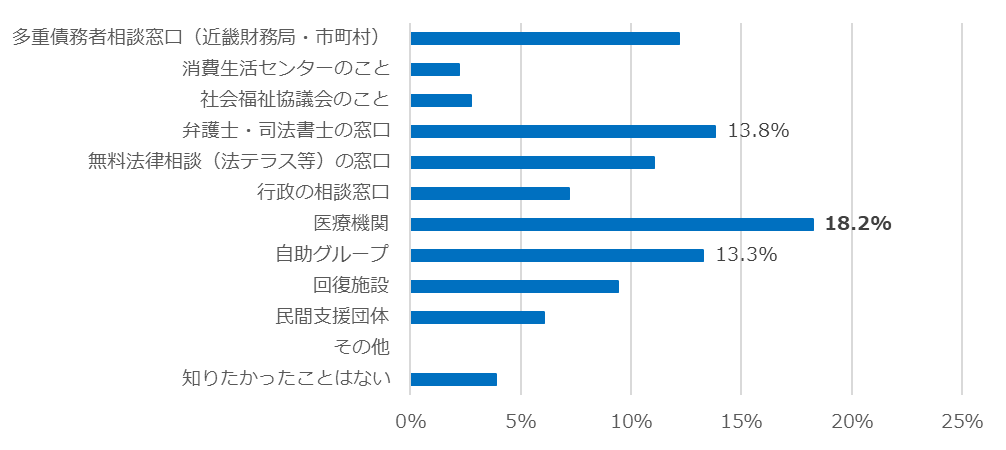 多重債務者相談窓口（近畿財務局・市町村）
消費生活センターのこと
社会福祉協議会のこと
弁護士・司法書士の窓口
13.8%
無料法律相談（法テラス等）の窓口
行政の相談窓口
医療機関
18.2%
自助グループ
13.3%
回復施設
民間支援団体
その他
知りたかったことはない
0%
5%
10%
15%
20%
25%